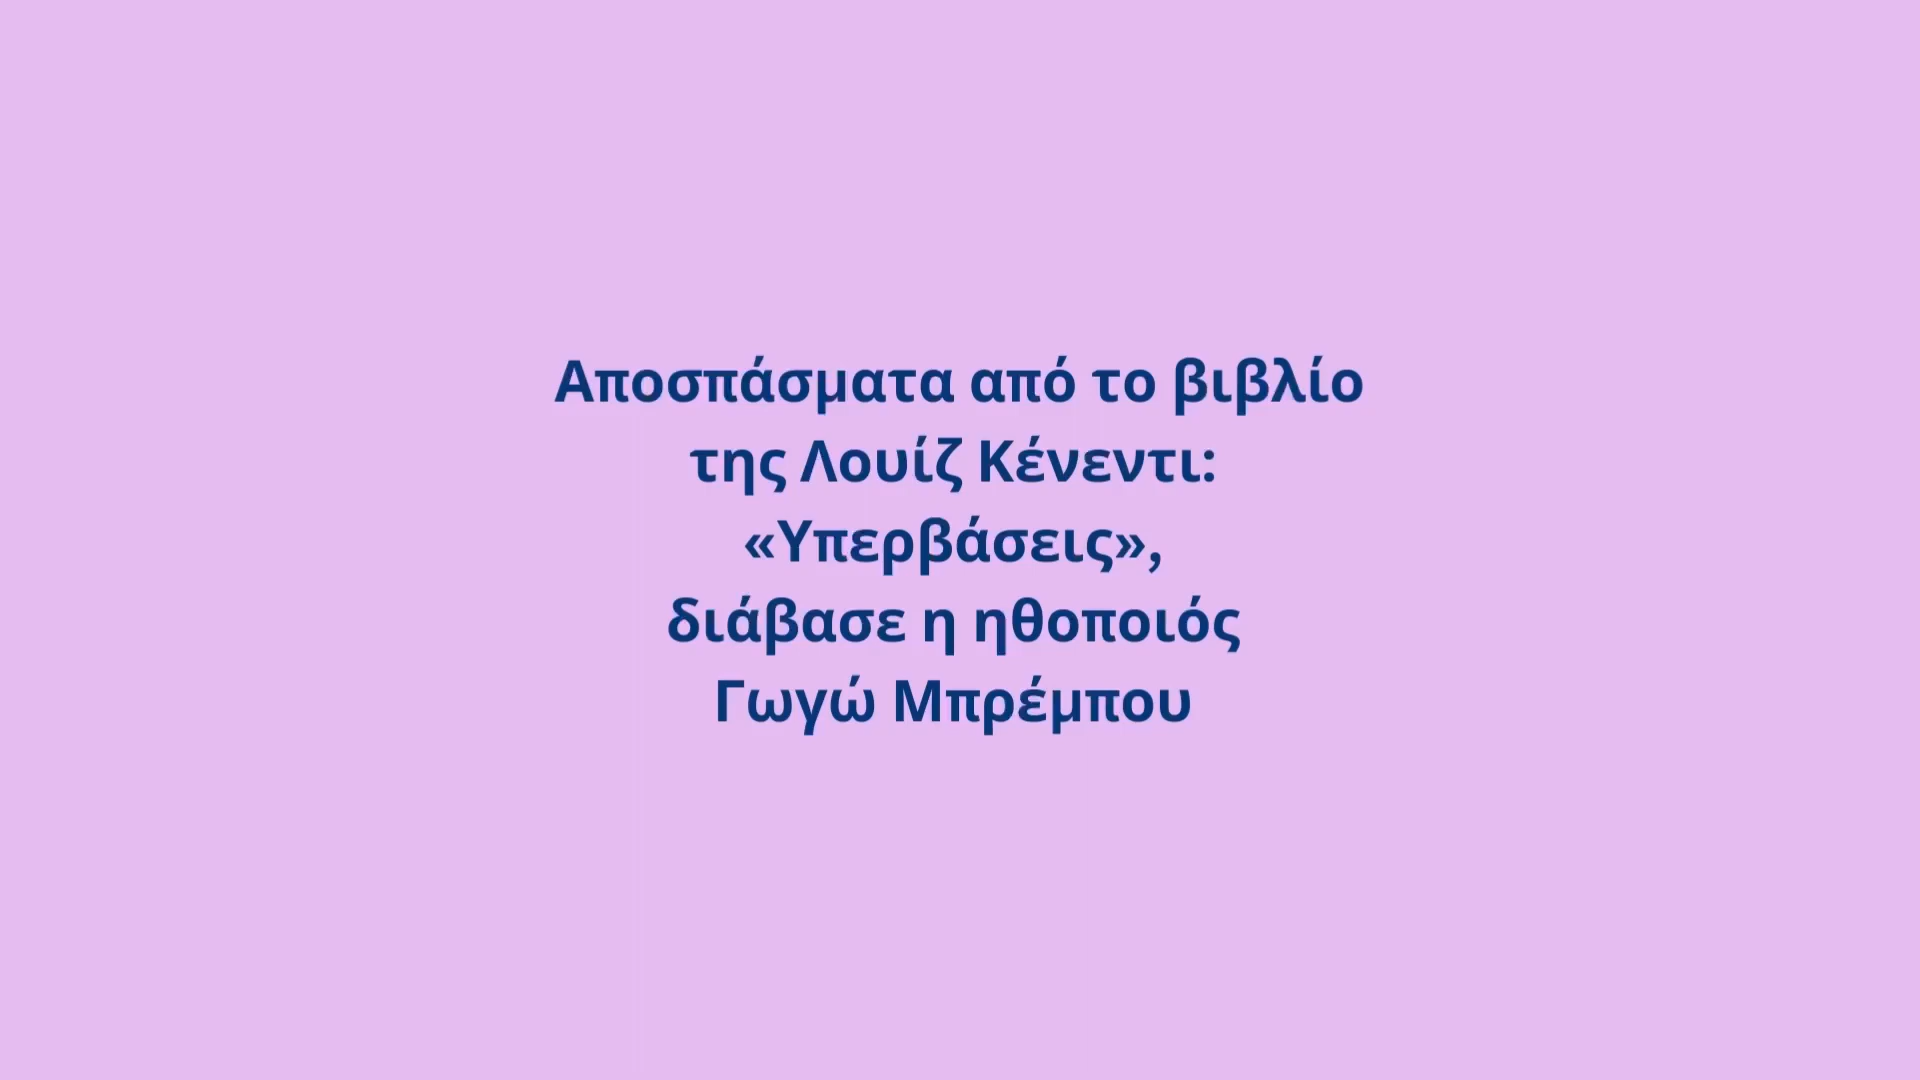 Αποσπάσματα από το βιβλίο
της Λουίζ Κένεντι:
«Υπερβάσεις»,
διάβασε η ηθοποιός
Γωγώ Μπρέμπου